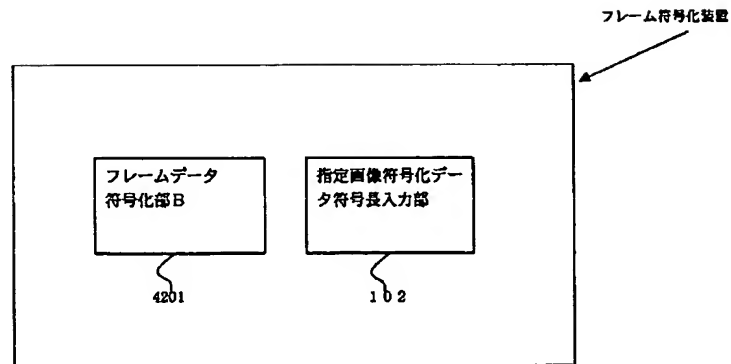 フレーム符号化装置
フレームデータ
符号化部B
指定画像符号化デー
タ符号長入力部
4201
102